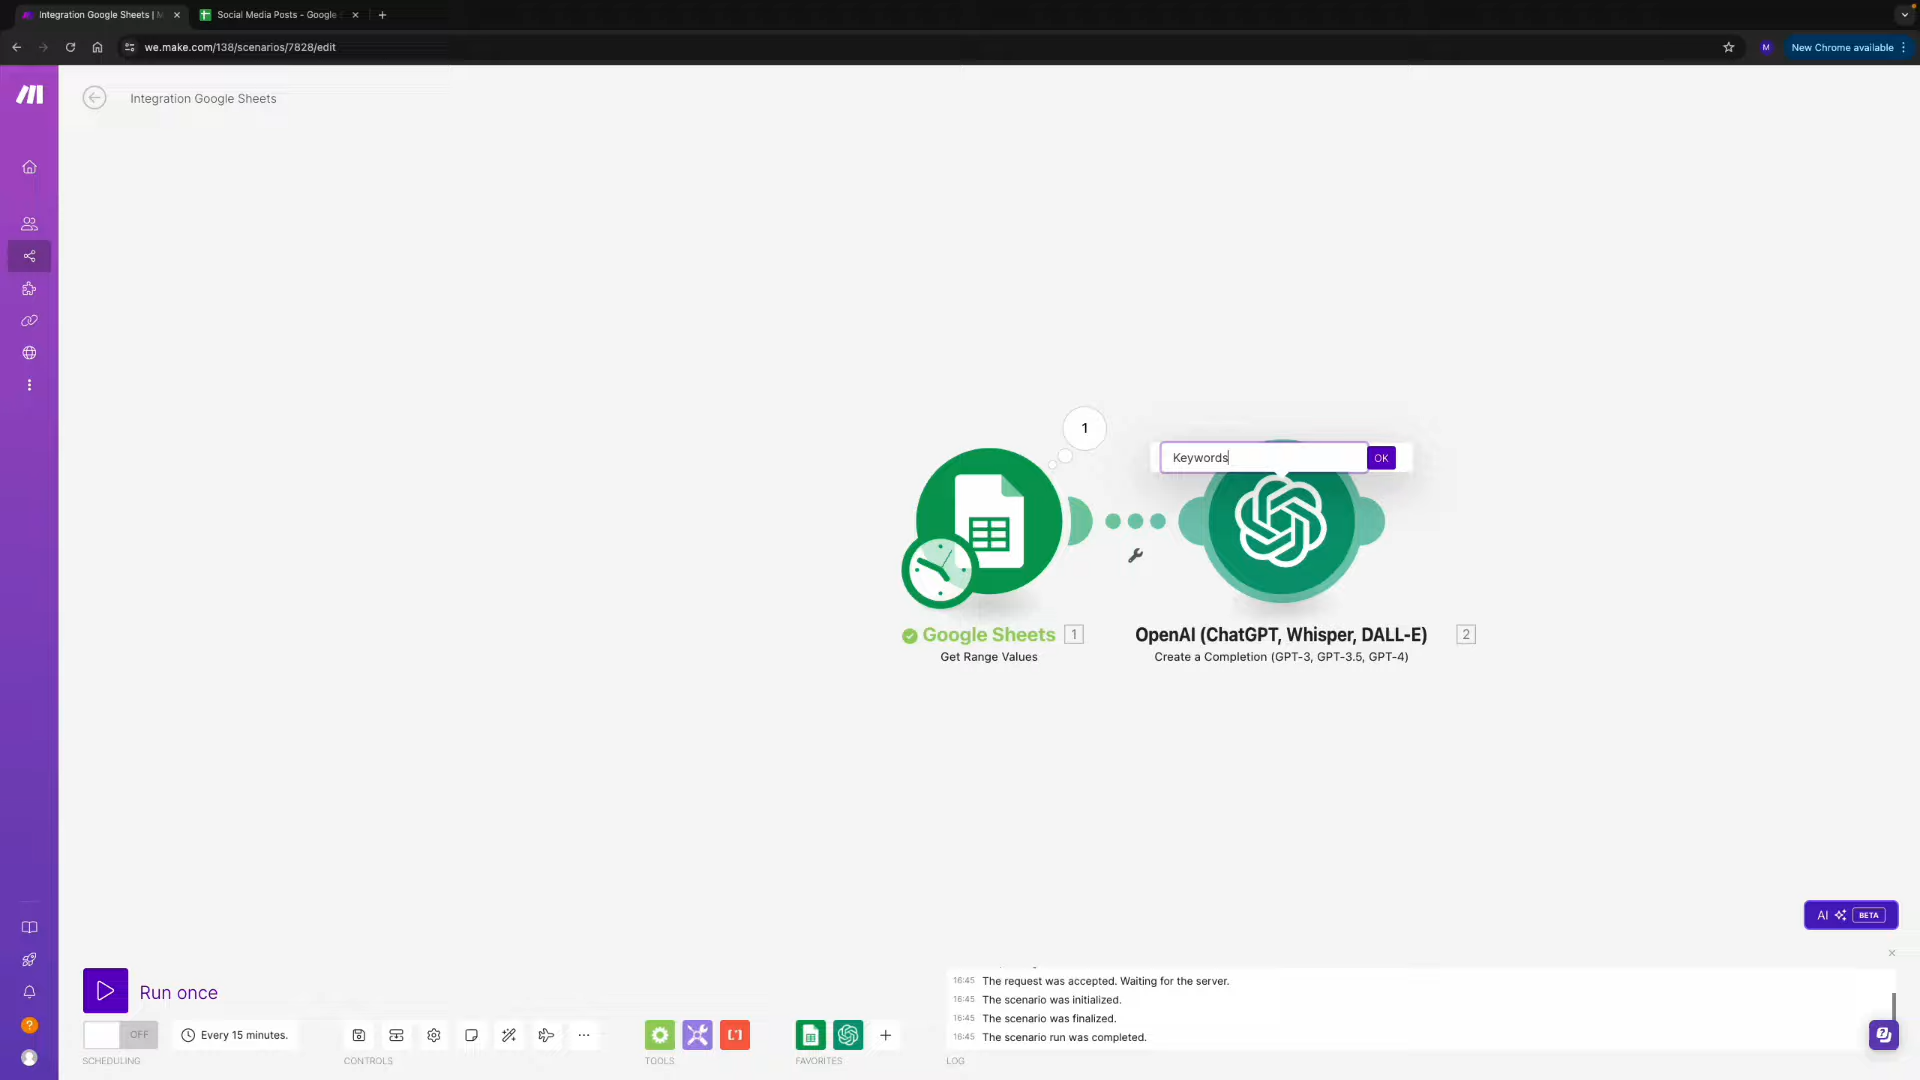 Integration Google Sheets | M
Social Media Posts - Google
we.make.com/138/scenarios/7828/edit
M
New Chrome available
Integration Google Sheets
1
Keywords
OK
Google Sheets 1
Get Range Values
OpenAI (ChatGPT, Whisper, DALL-E) 2
Create a Completion (GPT-3, GPT-3.5, GPT-4)
AI BETA
Run once
OFF
Every 15 minutes.
SCHEDULING
CONTROLS
TOOLS
FAVORITES
16:45 The request was accepted. Waiting for the server.
16:45 The scenario was initialized.
16:45 The scenario was finalized.
16:45 The scenario run was completed.
LOG